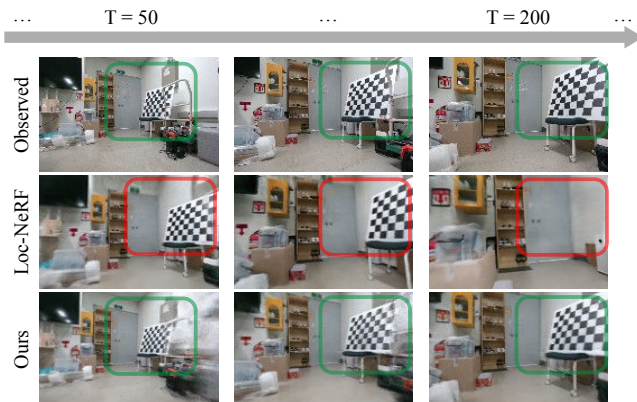 ... T = 50 ... T = 200 ...
Observed
Loc-NeRF
Ours